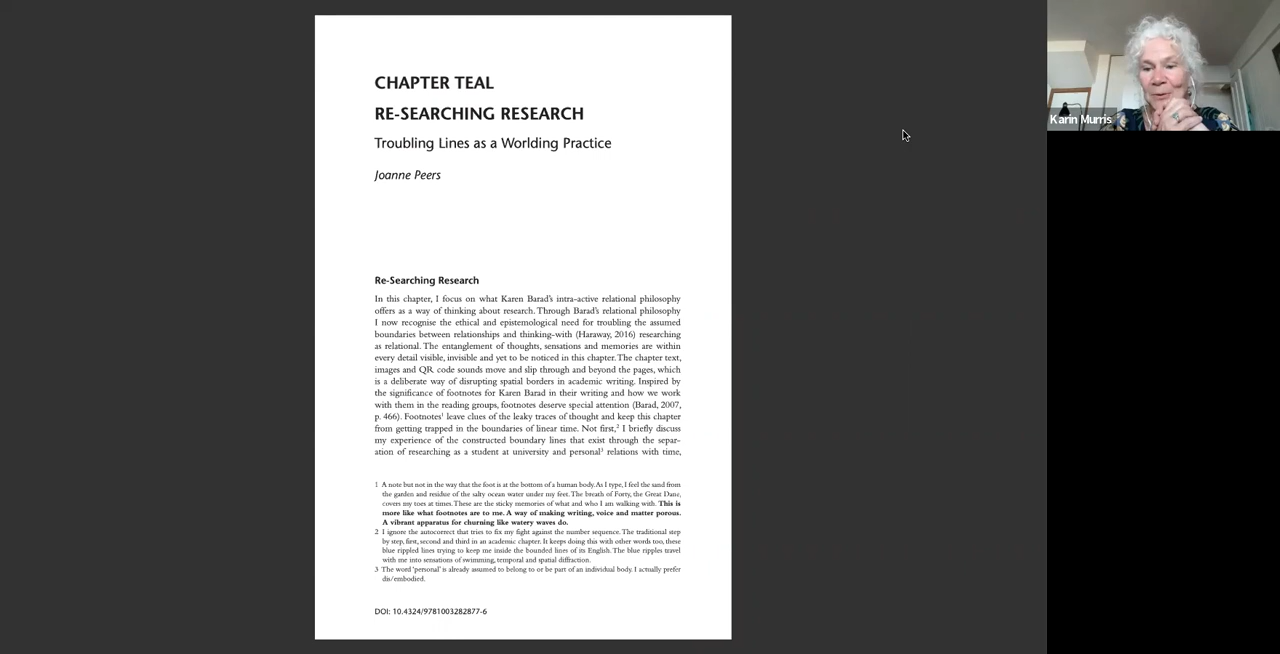 CHAPTER TEAL
RE-SEARCHING RESEARCH
Troubling Lines as a Worlding Practice
Joanne Peers
Re-Searching Research
In this chapter, I focus on what Karen Barad's intra-active relational philosophy
offers as a way of thinking about research. Through Barad's relational philosophy
I now recognise the ethical and epistemological need for troubling the assumed
boundaries between relationships and thinking-with (Haraway, 2016) researching
as relational. The entanglement of thoughts, sensations and memories are within
every detail visible, invisible and yet to be noticed in this chapter. The chapter text,
images and QR code sounds move and slip through and beyond the pages, which
is a deliberate way of disrupting spatial borders in academic writing. Inspired by
the significance of footnotes for Karen Barad in their writing and how we work
with them in the reading groups, footnotes deserve special attention (Barad, 2007,
p. 466). Footnotes¹ leave clues of the leaky traces of thought and keep this chapter
from getting trapped in the boundaries of linear time. Not first,² I briefly discuss
my experience of the constructed boundary lines that exist through the separ-
ation of researching as a student at university and personal³ relations with time,
1 A note but not in the way that the foot is at the bottom of a human body. As I type, I feel the sand from
the garden and residue of the salty ocean water under my feet. The breath of Forty, the Great Dane,
covers my toes at times. These are the sticky memories of what and who I am walking with. This is
more like what footnotes are to me. A way of making writing, voice and matter porous.
A vibrant apparatus for churning like watery waves do.
2 I ignore the autocorrect that tries to fix my fight against the number sequence. The traditional step
by step, first, second and third in an academic chapter. It keeps doing this with other words too, these
blue rippled lines trying to keep me inside the bounded lines of its English. The blue ripples travel
with me into sensations of swimming, temporal and spatial diffraction.
3 The word 'personal' is already assumed to belong to or be part of an individual body. I actually prefer
dis/embodied.
DOI: 10.4324/9781003282877-6
Karin Murris